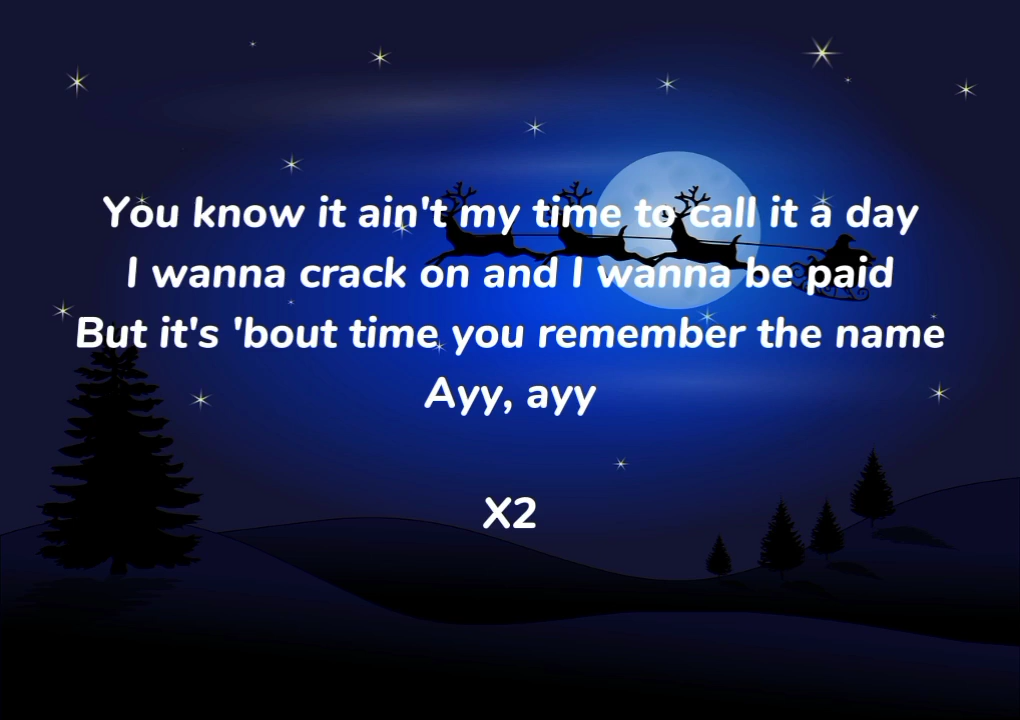 You know it ain't my time to call it a day
I wanna crack on and I wanna be paid
But it's 'bout time you remember the name
Ayy, ayy
X2